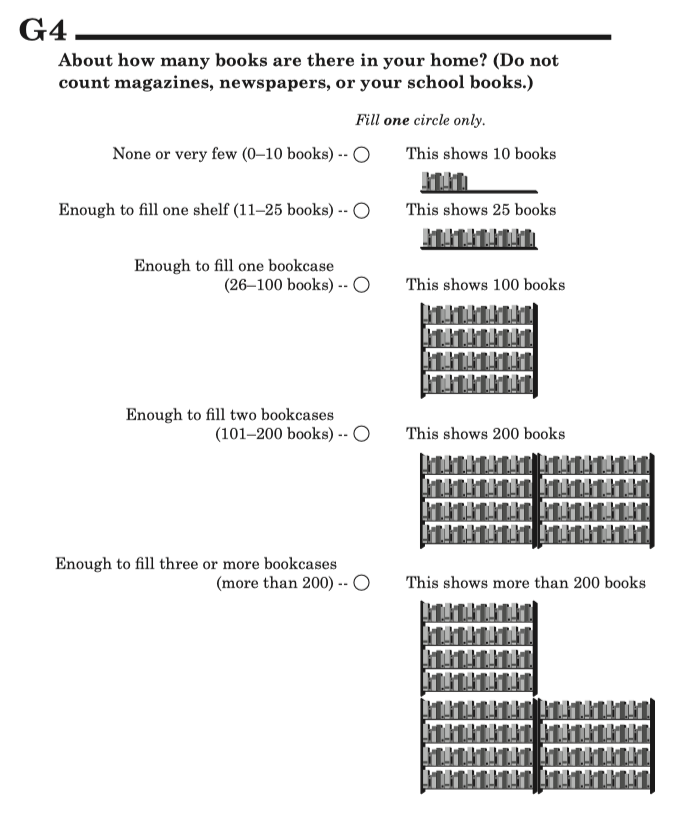 G4
About how many books are there in your home? (Do not
count magazines, newspapers, or your school books.)
Fill one circle only.
None or very few (0–10 books) -- This shows 10 books
Enough to fill one shelf (11–25 books) -- This shows 25 books
Enough to fill one bookcase
(26–100 books) -- This shows 100 books
Enough to fill two bookcases
(101–200 books) -- This shows 200 books
Enough to fill three or more bookcases
(more than 200) -- This shows more than 200 books